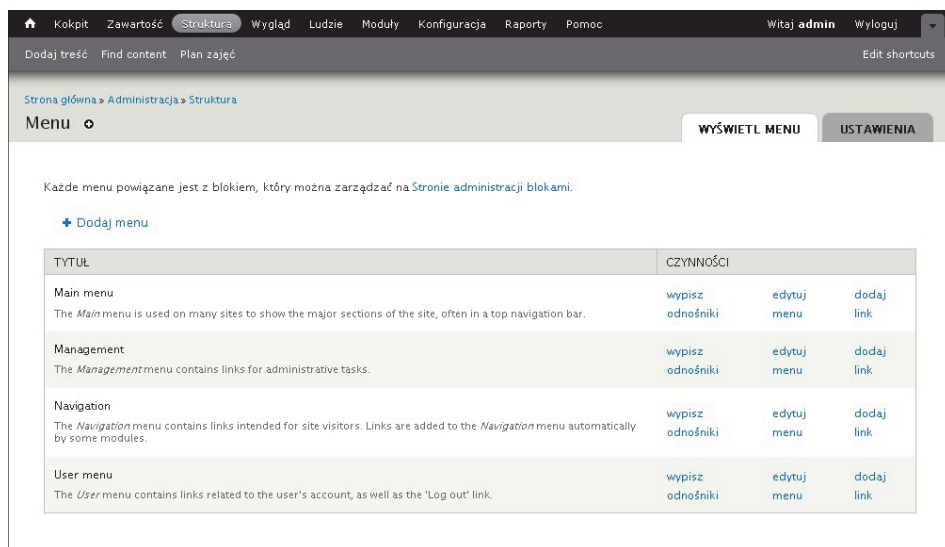 Kokpit Zawartość Struktura Wygląd Ludzie Moduły Konfiguracja Raporty Pomoc Witaj admin Wyloguj
Dodaj treść Find content Plan zajęć Edit shortcuts
Strona główna » Administracja » Struktura
Menu
WYŚWIETL MENU USTAWIENIA
Każde menu powiązane jest z blokiem, który można zarządzać na Stronie administracji blokami.
Dodaj menu
TYTUŁ CZYNNOŚCI
Main menu
The Main menu is used on many sites to show the major sections of the site, often in a top navigation bar.
wypisz odnośniki edytuj menu dodaj link
Management
The Management menu contains links for administrative tasks.
wypisz odnośniki edytuj menu dodaj link
Navigation
The Navigation menu contains links intended for site visitors. Links are added to the Navigation menu automatically
by some modules.
wypisz odnośniki edytuj menu dodaj link
User menu
The User menu contains links related to the user's account, as well as the 'Log out' link.
wypisz odnośniki edytuj menu dodaj link